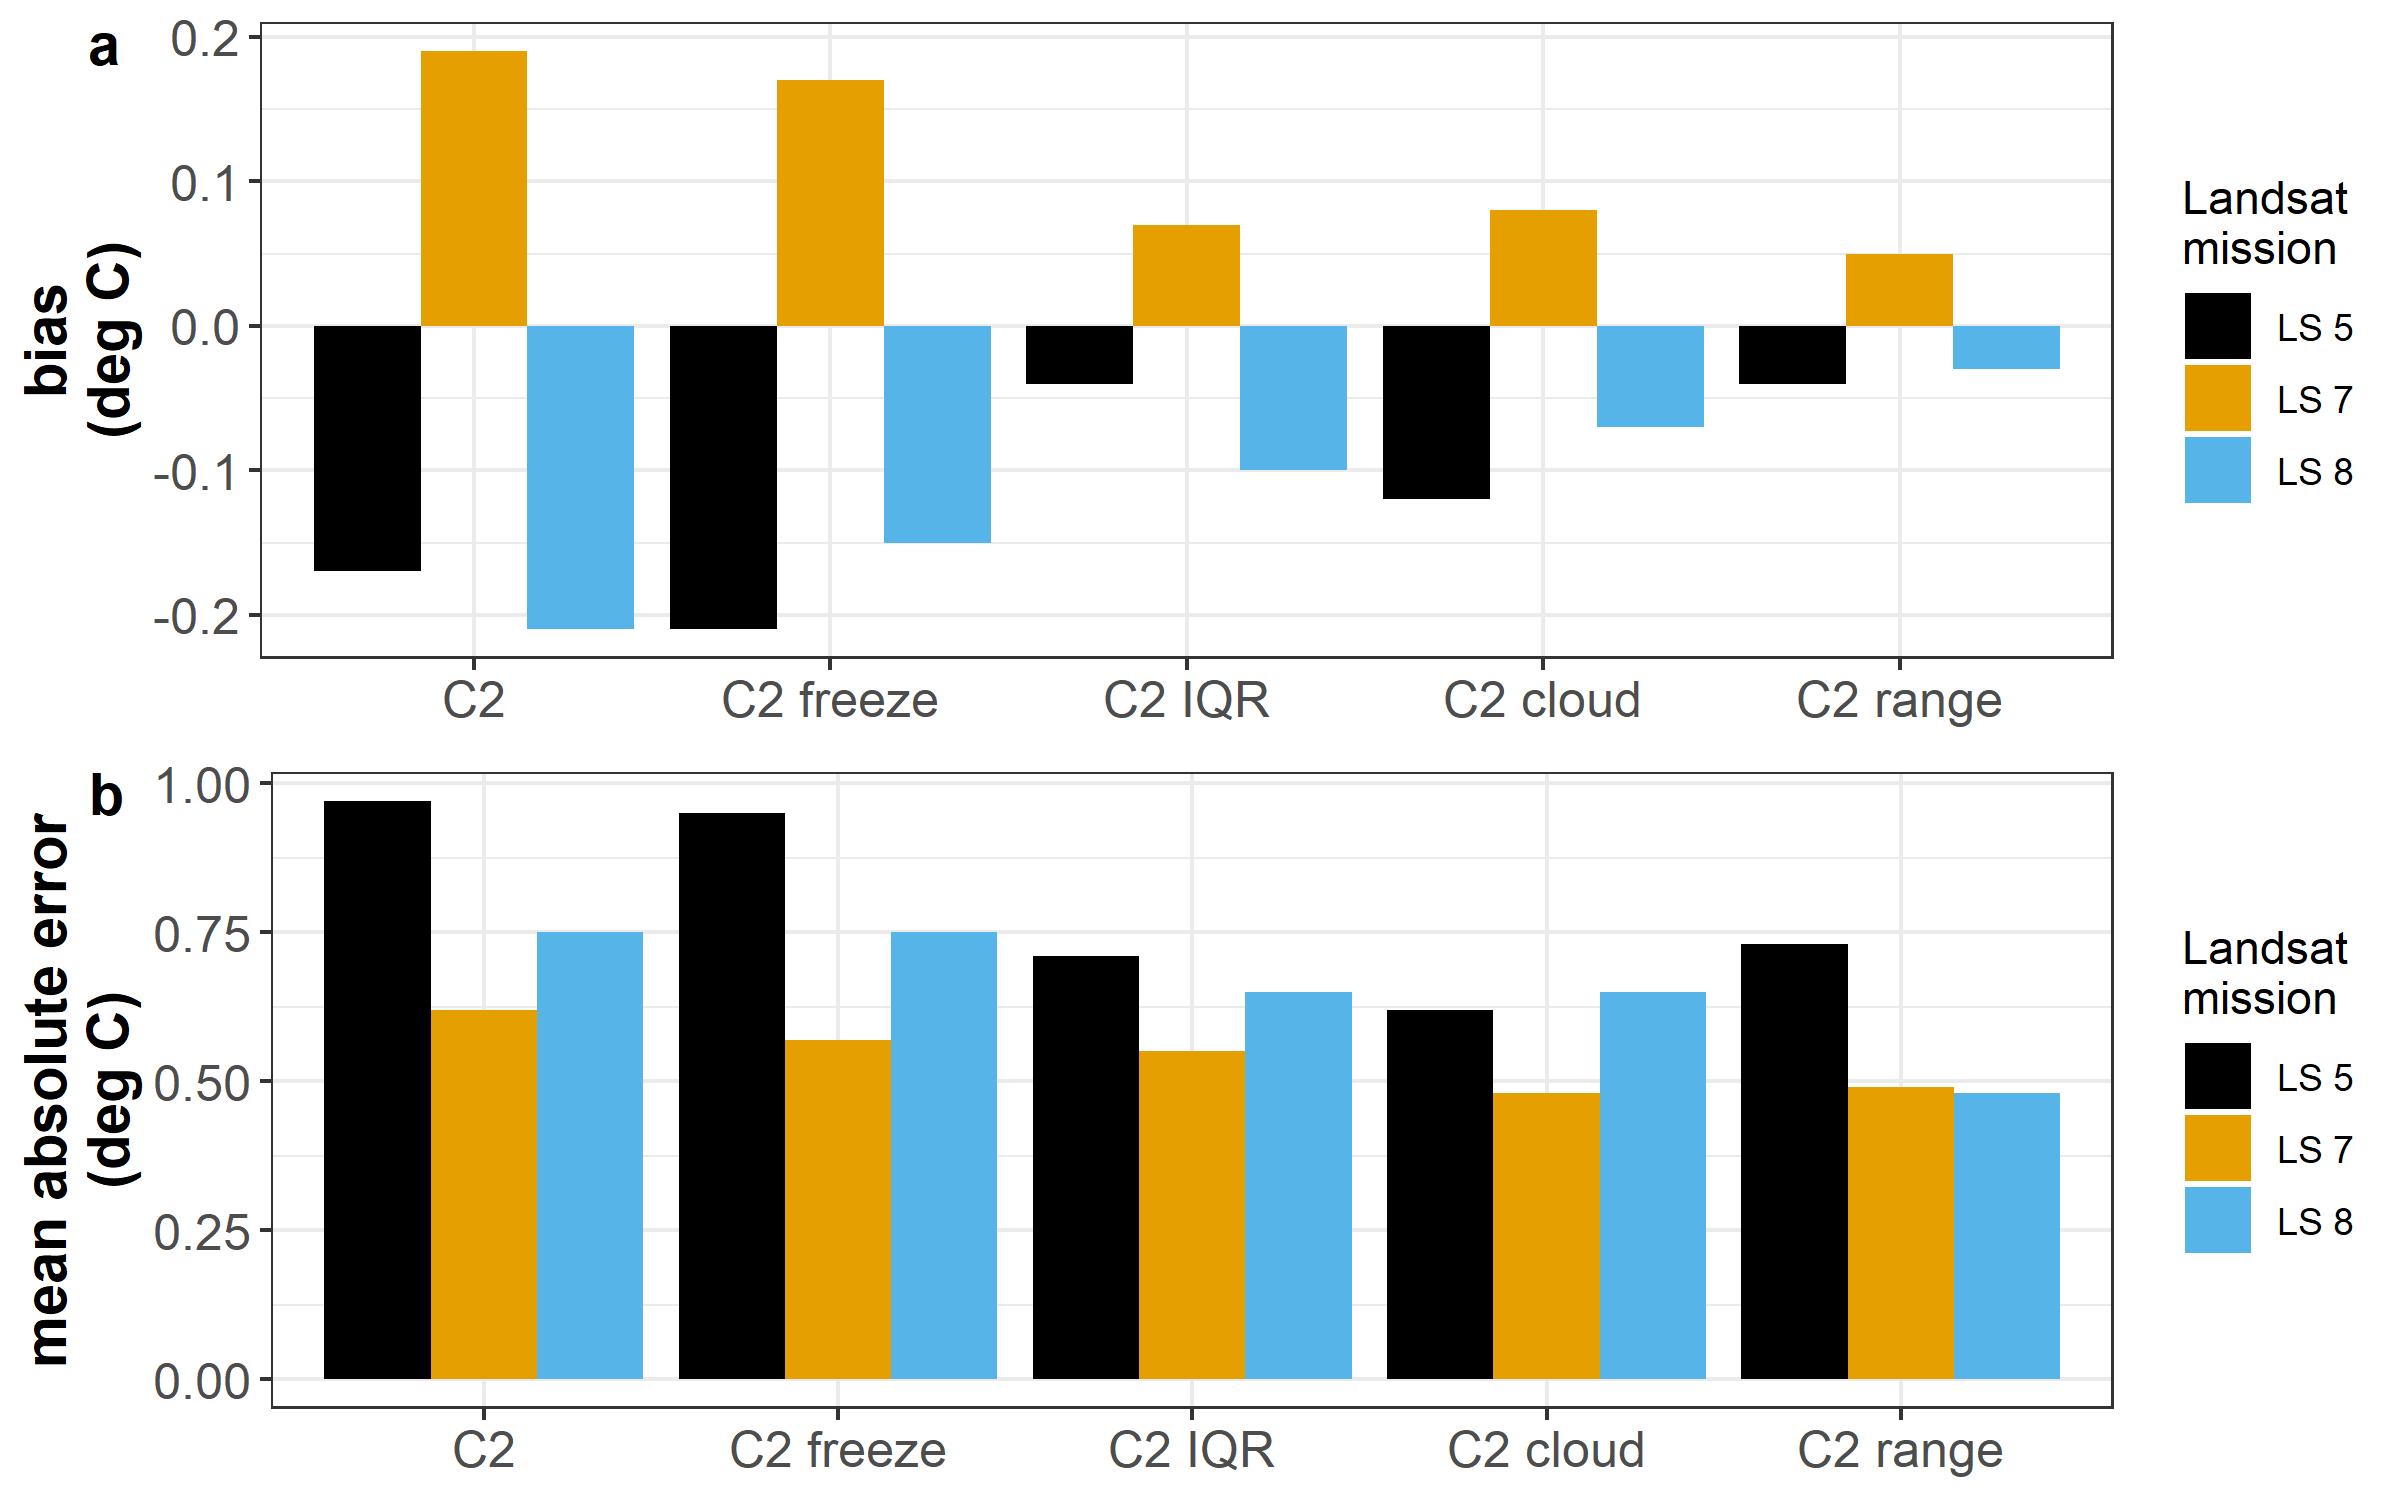 a
bias
(deg C)
0.2
0.1
0.0
-0.1
-0.2
C2
C2 freeze
C2 IQR
C2 cloud
C2 range
Landsat
mission
LS 5
LS 7
LS 8
b
mean absolute error
(deg C)
1.00
0.75
0.50
0.25
0.00
C2
C2 freeze
C2 IQR
C2 cloud
C2 range
Landsat
mission
LS 5
LS 7
LS 8